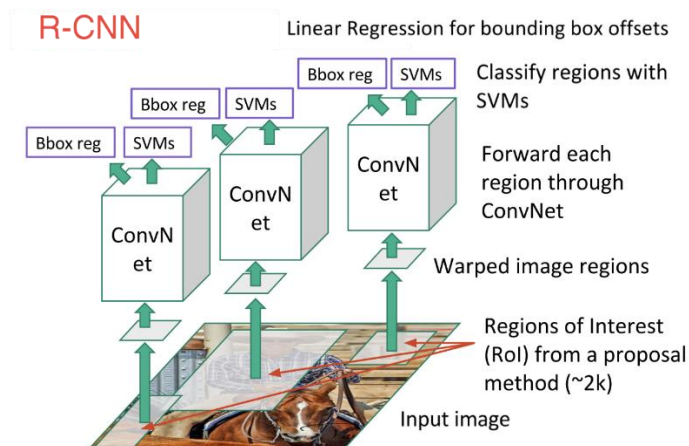 R-CNN
Linear Regression for bounding box offsets
Bbox reg
SVMs
Classify regions with
SVMs
Bbox reg
SVMs
Bbox reg
SVMs
ConvN
et
ConvN
et
ConvN
et
Forward each
region through
ConvNet
Warped image regions
Regions of Interest
(RoI) from a proposal
method (~2k)
Input image